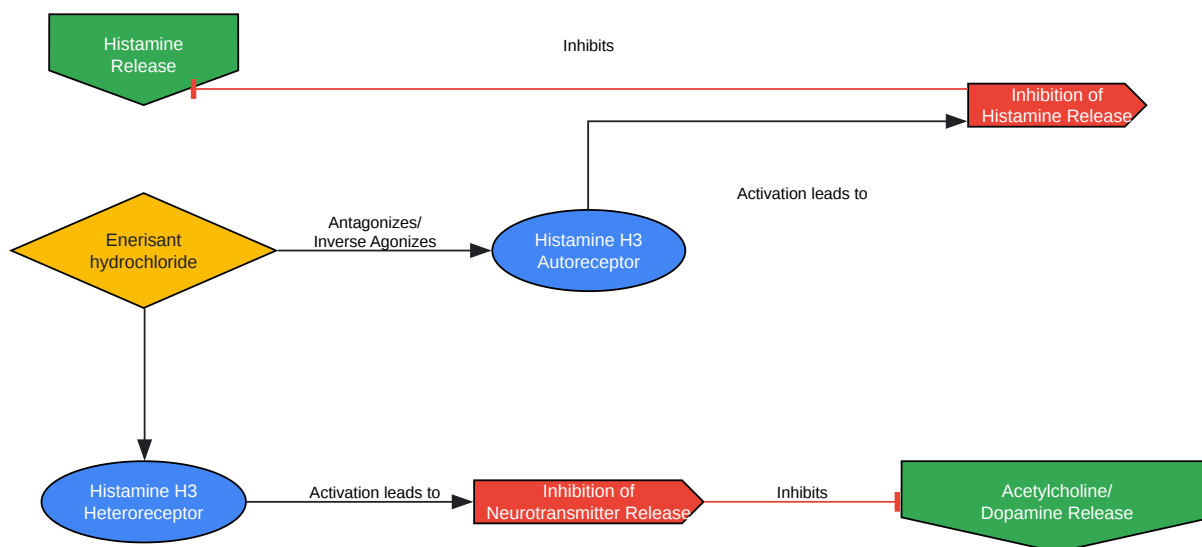 Histamine
Release
Inhibits
Inhibition of
Histamine Release
Activation leads to
Antagonizes/
Inverse Agonizes
Enerisant
hydrochloride
Histamine H3
Autoreceptor
Histamine H3
Heteroreceptor
Activation leads to
Inhibition of
Neurotransmitter Release
Inhibits
Acetylcholine/
Dopamine Release